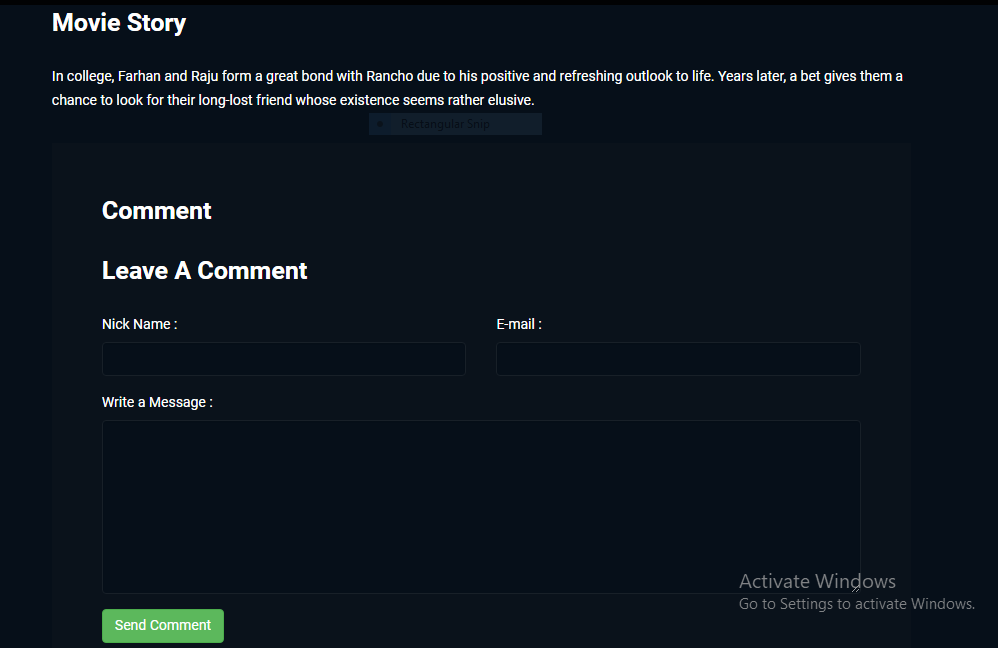 Movie Story
In college, Farhan and Raju form a great bond with Rancho due to his positive and refreshing outlook to life. Years later, a bet gives them a
chance to look for their long-lost friend whose existence seems rather elusive.
Rectangular Snip
Comment
Leave A Comment
Nick Name :
E-mail :
Write a Message :
Activate Windows
Go to Settings to activate Windows.
Send Comment